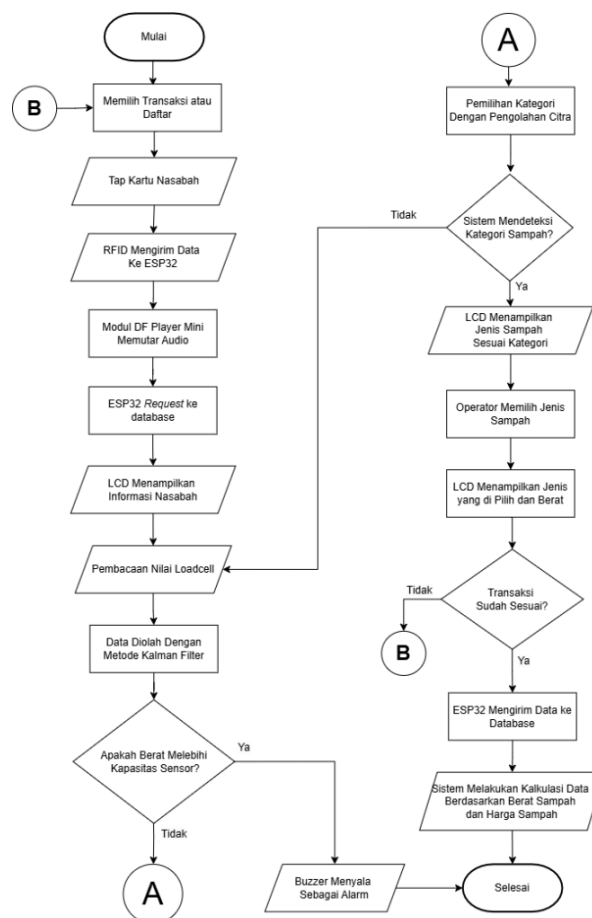 Mulai
B
Memilih Transaksi atau
Daftar
Tap Kartu Nasabah
RFID Mengirim Data
Ke ESP32
Modul DF Player Mini
Memutar Audio
ESP32 Request ke
database
LCD Menampilkan
Informasi Nasabah
Pembacaan Nilai Loadcell
Data Diolah Dengan
Metode Kalman Filter
Apakah Berat Melebihi
Kapasitas Sensor?
Ya
Tidak
A
Buzzer Menyala
Sebagai Alarm
A
Pemilihan Kategori
Dengan Pengolahan Citra
Sistem Mendeteksi
Kategori Sampah?
Tidak
Ya
LCD Menampilkan
Jenis Sampah
Sesuai Kategori
Operator Memilih Jenis
Sampah
LCD Menampilkan Jenis
yang di Pilih dan Berat
Transaksi
Sudah Sesuai?
Tidak
B
Ya
ESP32 Mengirim Data ke
Database
Sistem Melakukan Kalkulasi Data
Berdasarkan Berat Sampah
dan Harga Sampah
Selesai